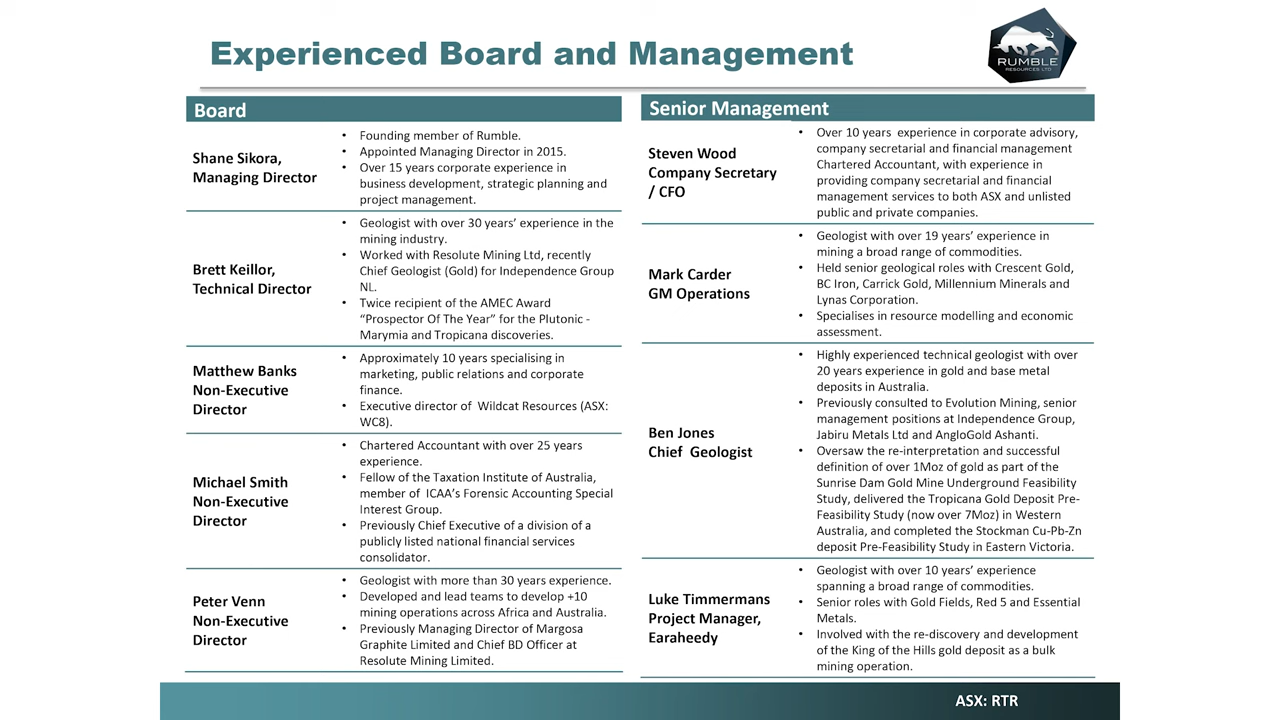 Experienced Board and Management
RUMBLE
RESOURCES LTD
Board
Shane Sikora,
Managing Director
• Founding member of Rumble.
• Appointed Managing Director in 2015.
• Over 15 years corporate experience in
business development, strategic planning and
project management.
Brett Keillor,
Technical Director
• Geologist with over 30 years’ experience in the
mining industry.
• Worked with Resolute Mining Ltd, recently
Chief Geologist (Gold) for Independence Group
NL.
• Twice recipient of the AMEC Award
“Prospector Of The Year” for the Plutonic -
Marymia and Tropicana discoveries.
Matthew Banks
Non-Executive
Director
• Approximately 10 years specialising in
marketing, public relations and corporate
finance.
• Executive director of Wildcat Resources (ASX:
WC8).
Michael Smith
Non-Executive
Director
• Chartered Accountant with over 25 years
experience.
• Fellow of the Taxation Institute of Australia,
member of ICAA’s Forensic Accounting Special
Interest Group.
• Previously Chief Executive of a division of a
publicly listed national financial services
consolidator.
Peter Venn
Non-Executive
Director
• Geologist with more than 30 years experience.
• Developed and lead teams to develop +10
mining operations across Africa and Australia.
• Previously Managing Director of Margosa
Graphite Limited and Chief BD Officer at
Resolute Mining Limited.
Senior Management
Steven Wood
Company Secretary
/ CFO
• Over 10 years experience in corporate advisory,
company secretarial and financial management
Chartered Accountant, with experience in
providing company secretarial and financial
management services to both ASX and unlisted
public and private companies.
Mark Carder
GM Operations
• Geologist with over 19 years’ experience in
mining a broad range of commodities.
• Held senior geological roles with Crescent Gold,
BC Iron, Carrick Gold, Millennium Minerals and
Lynas Corporation.
• Specialises in resource modelling and economic
assessment.
Ben Jones
Chief Geologist
• Highly experienced technical geologist with over
20 years experience in gold and base metal
deposits in Australia.
• Previously consulted to Evolution Mining, senior
management positions at Independence Group,
Jabiru Metals Ltd and AngloGold Ashanti.
• Oversaw the re-interpretation and successful
definition of over 1Moz of gold as part of the
Sunrise Dam Gold Mine Underground Feasibility
Study, delivered the Tropicana Gold Deposit Pre-
Feasibility Study (now over 7Moz) in Western
Australia, and completed the Stockman Cu-Pb-Zn
deposit Pre-Feasibility Study in Eastern Victoria.
Luke Timmermans
Project Manager,
Earaheedy
• Geologist with over 10 years’ experience
spanning a broad range of commodities.
• Senior roles with Gold Fields, Red 5 and Essential
Metals.
• Involved with the re-discovery and development
of the King of the Hills gold deposit as a bulk
mining operation.
ASX: RTR